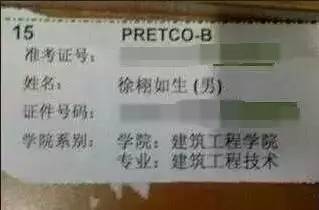 15 PRETCO-B
准考证号:
姓名: 徐栩如生 (男)
证件号码:
学院系别: 学院: 建筑工程学院
专业: 建筑工程技术